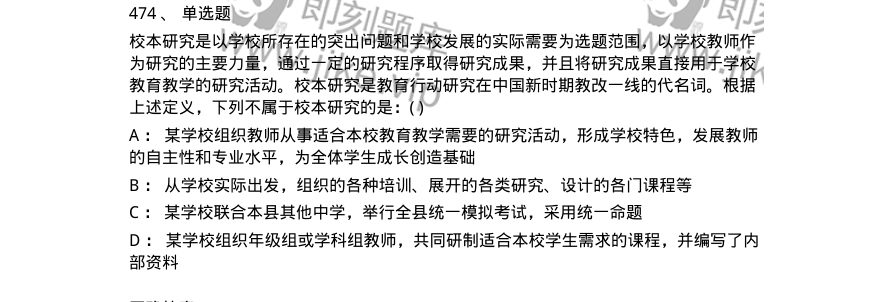 474 、 单选题
校本研究是以学校所存在的突出问题和学校发展的实际需要为选题范围，以学校教师作
为研究的主要力量，通过一定的研究程序取得研究成果，并且将研究成果直接用于学校
教育教学的研究活动。校本研究是教育行动研究在中国新时期教改一线的代名词。根据
上述定义，下列不属于校本研究的是：( )
A ： 某学校组织教师从事适合本校教育教学需要的研究活动，形成学校特色，发展教师
的自主性和专业水平，为全体学生成长创造基础
B ： 从学校实际出发，组织的各种培训、展开的各类研究、设计的各门课程等
C ： 某学校联合本县其他中学，举行全县统一模拟考试，采用统一命题
D ： 某学校组织年级组或学科组教师，共同研制适合本校学生需求的课程，并编写了内
部资料
即刻题库
www.jike.vip
即刻题